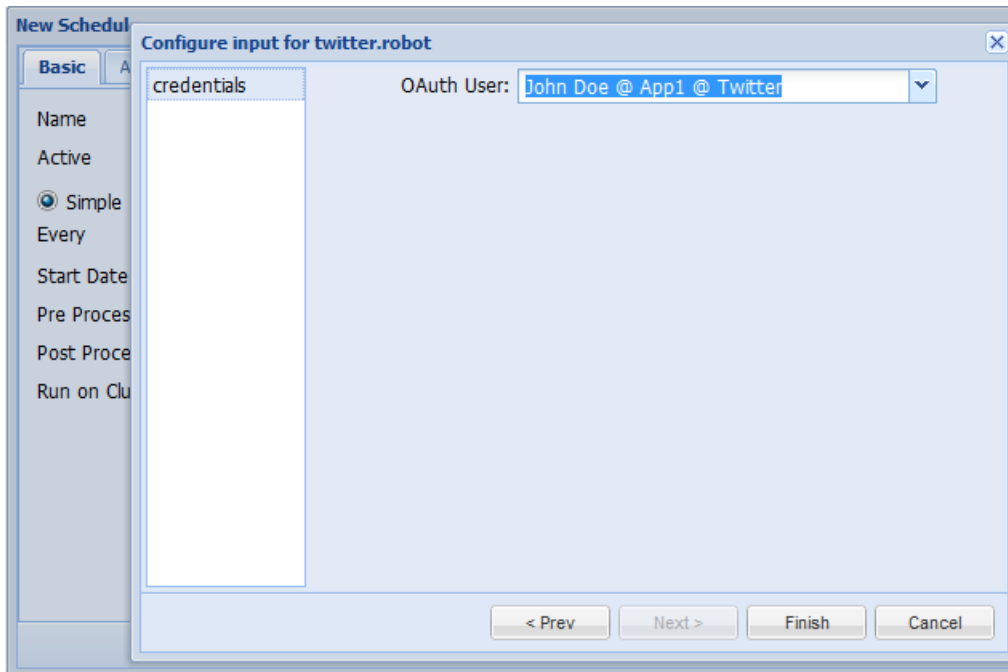 New Schedul
Configure input for twitter.robot
Basic
A
credentials
OAuth User:
John Doe @ App1 @ Twitter
Name
Active
Simple
Every
Start Date
Pre Proces
Post Proce
Run on Clu
< Prev
Next >
Finish
Cancel